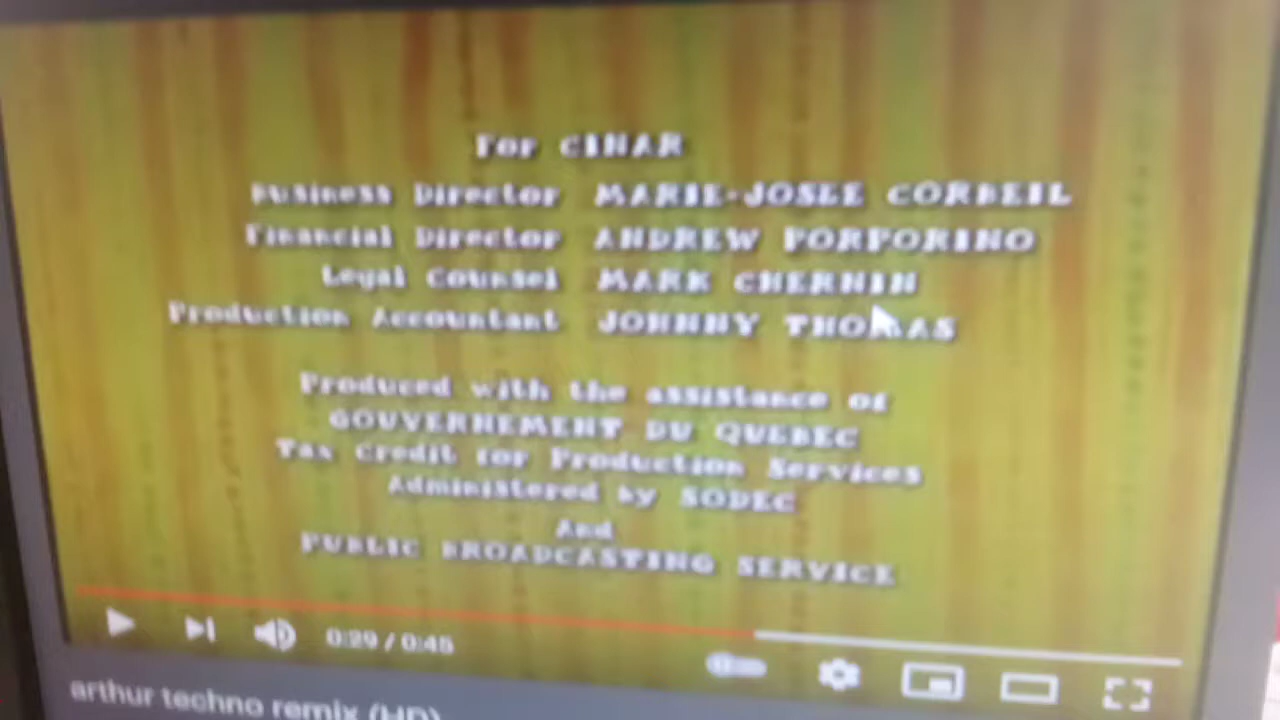 For CINAR
Business Director MARIE-JOSEE CORBEIL
Financial Director ANDREW PORPORINO
Legal Counsel MARK CHERNIN
Production Accountant JOHNNY THOMAS
Produced with the assistance of
GOUVERNEMENT DU QUEBEC
Tax Credit for Production Services
Administered by SODEC
And
PUBLIC BROADCASTING SERVICE
0:29 / 0:45
arthur techno remix (HD)